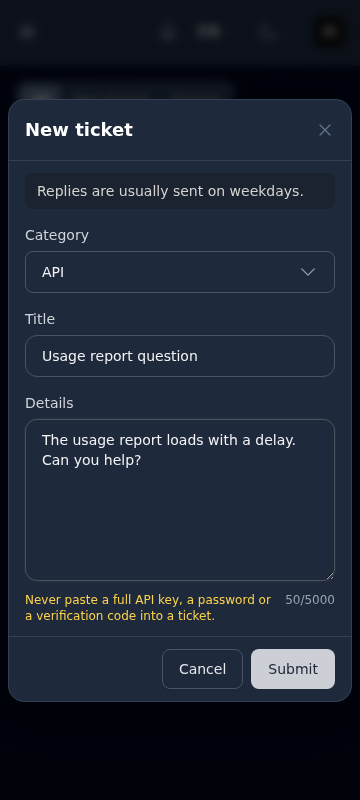 New ticket
Replies are usually sent on weekdays.
Category
API
Title
Usage report question
Details
The usage report loads with a delay.
Can you help?
Never paste a full API key, a password or
a verification code into a ticket.
50/5000
Cancel
Submit